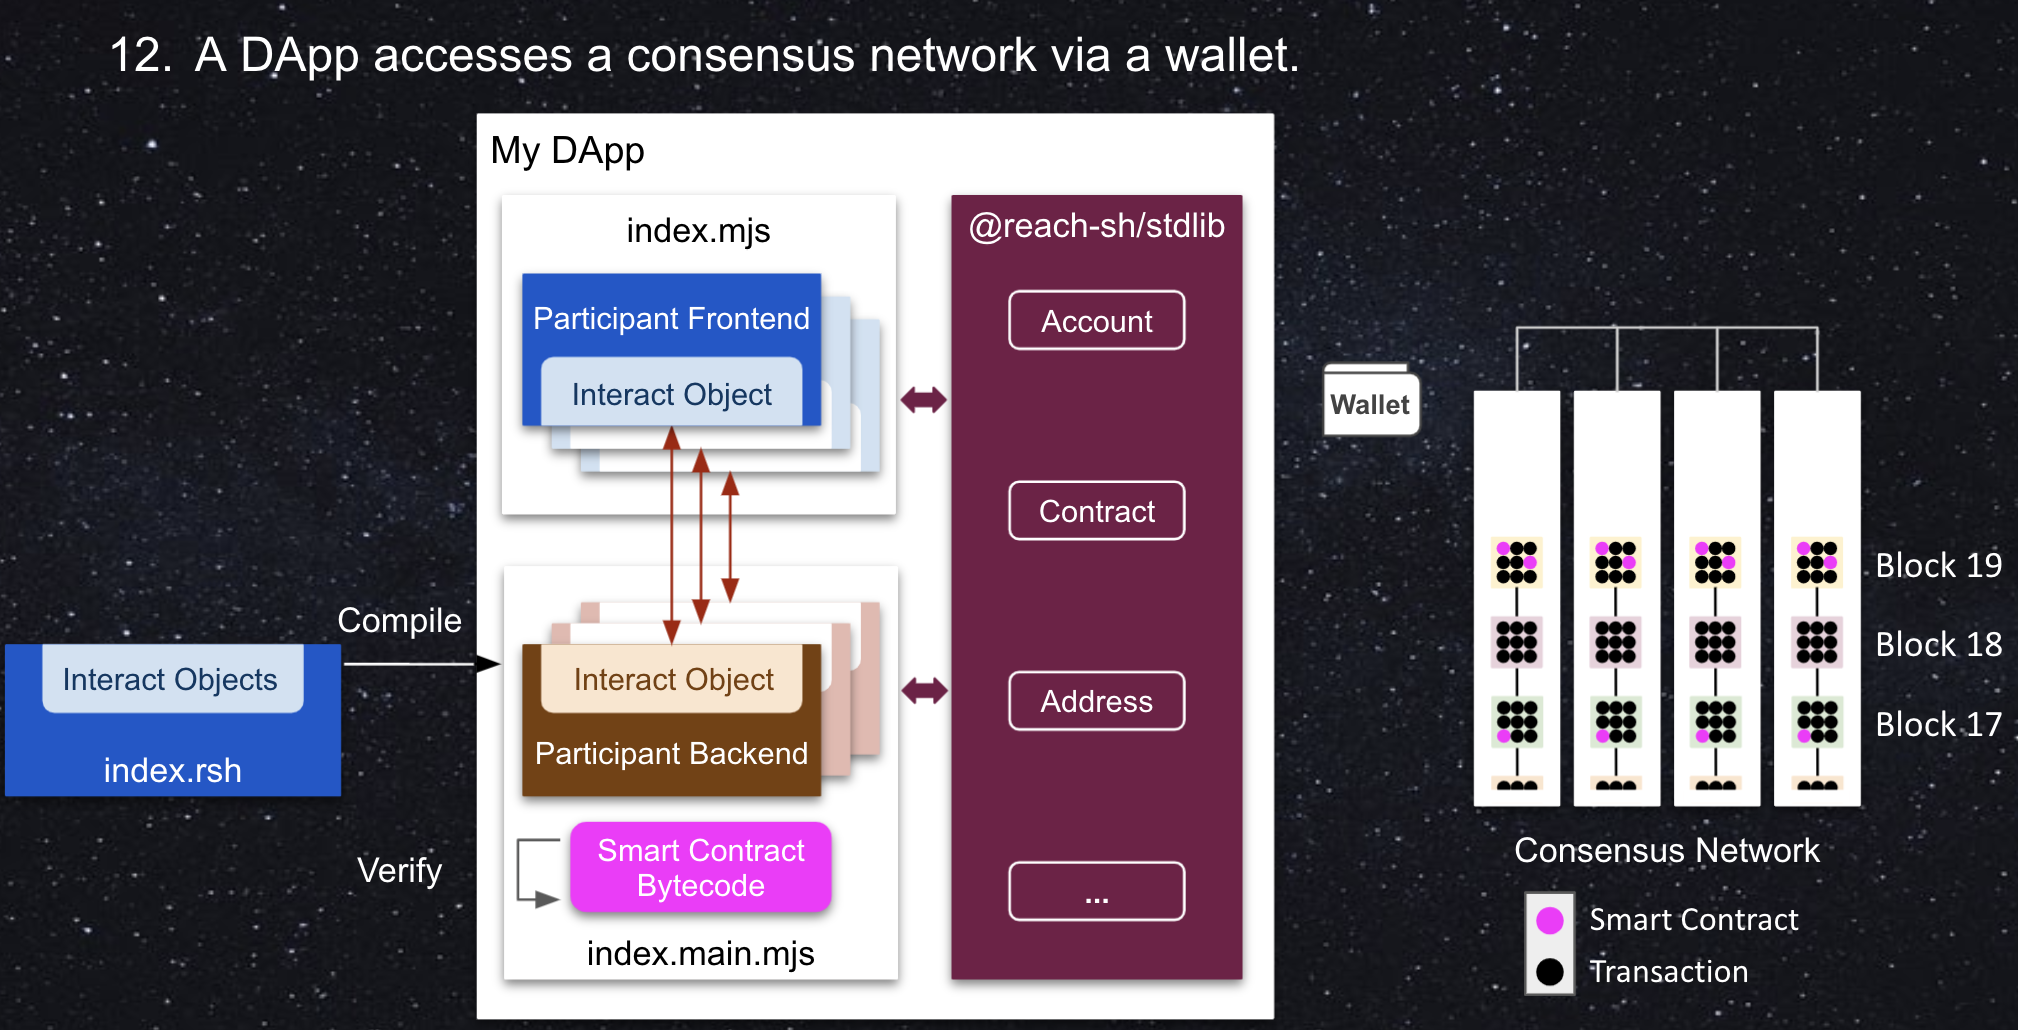 12. A DApp accesses a consensus network via a wallet.
My DApp
index.mjs
Participant Frontend
Interact Object
@reach-sh/stdlib
Account
Contract
Address
...
Wallet
Compile
Interact Objects
index.rsh
Interact Object
Participant Backend
Verify
Smart Contract
Bytecode
index.main.mjs
Block 19
Block 18
Block 17
Consensus Network
Smart Contract
Transaction